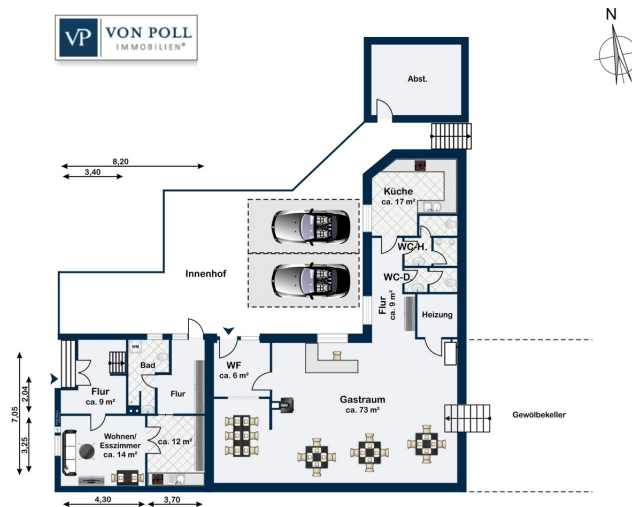 VP VON POLL
IMMOBILIEN®
N
Abst.
8,20
3,40
Küche
ca. 17 m²
WC-H.
Innenhof
WC-D.
Flur
ca. 9 m²
Heizung
WM
Bad
WF
ca. 6 m²
Flur
Flur
ca. 9 m²
Gastraum
ca. 73 m²
Gewölbekeller
7,05
2,04
3,25
Wohnen/
Esszimmer
ca. 14 m²
ca. 12 m²
4,30
3,70